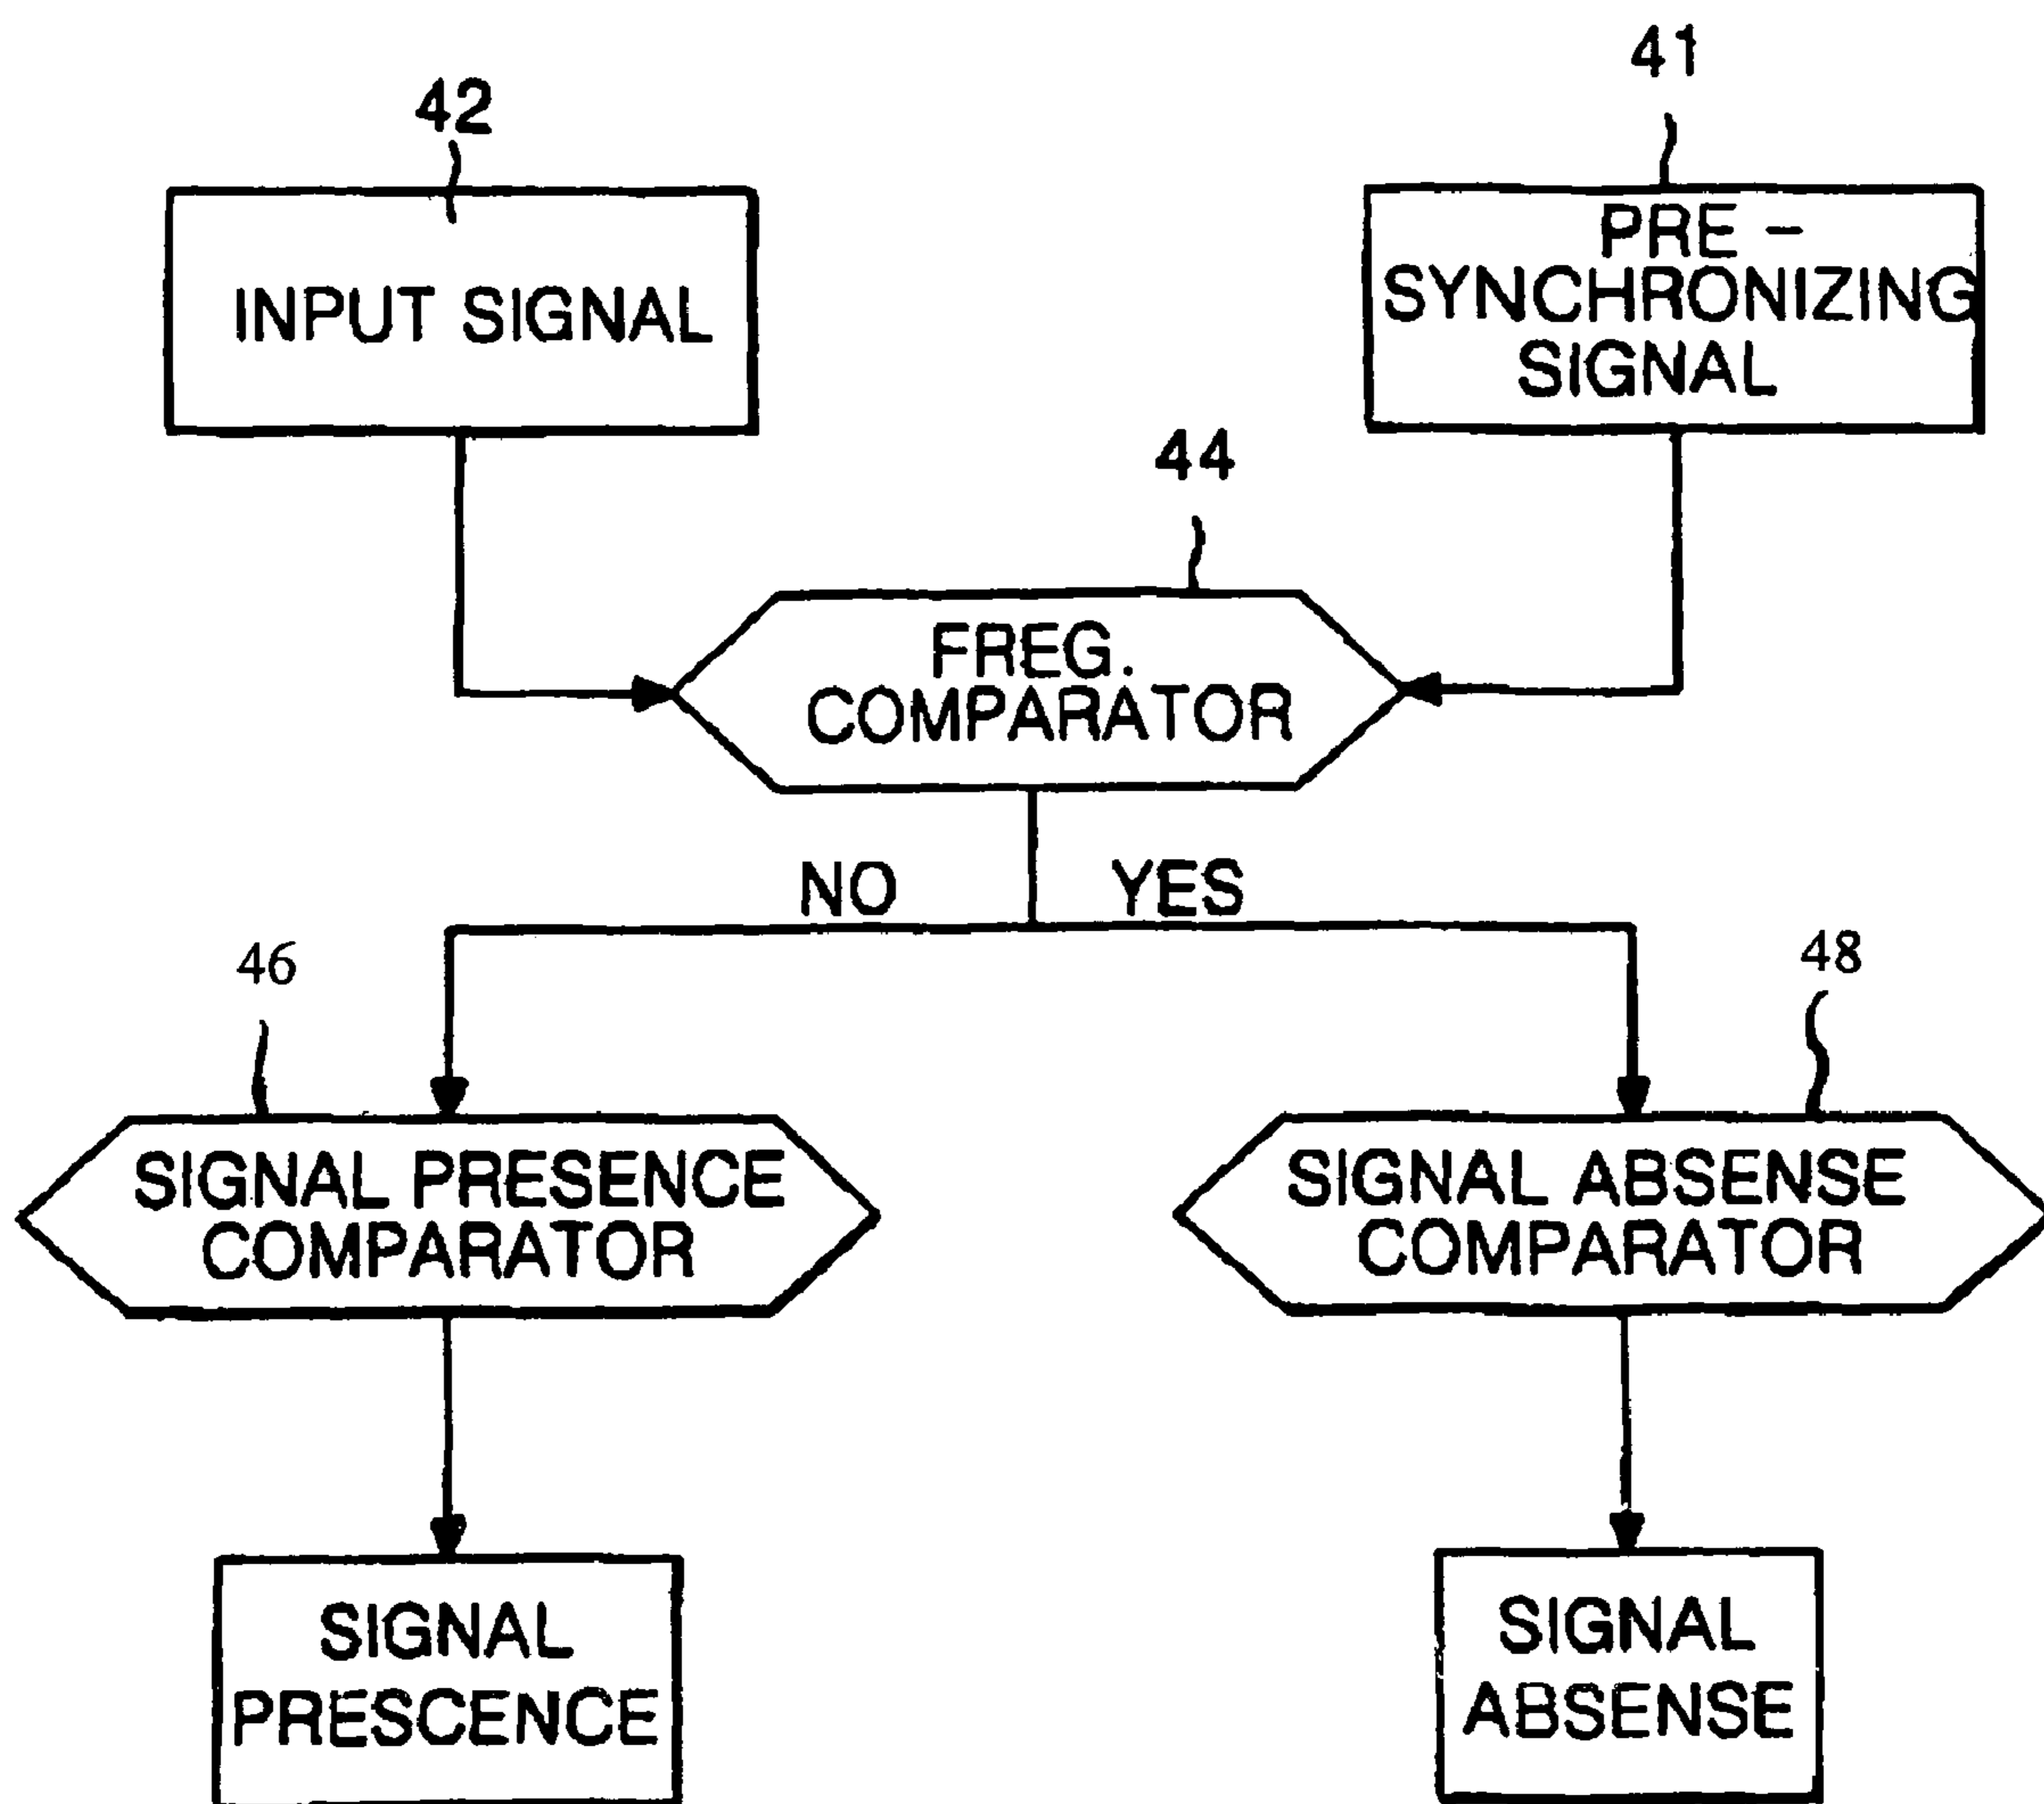 41
42
PRE -
SYNCHRONIZING
SIGNAL
INPUT SIGNAL
44
FREG.
COMPARATOR
NO YES
46
48
SIGNAL PRESENCE
COMPARATOR
SIGNAL ABSENSE
COMPARATOR
SIGNAL
PRESCENCE
SIGNAL
ABSENSE